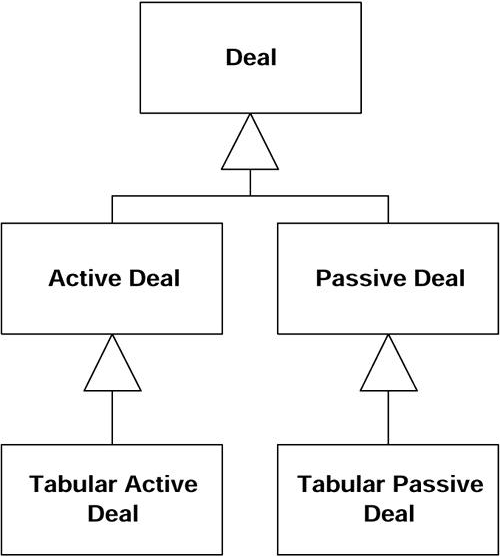 Deal
Active Deal
Passive Deal
Tabular Active
Deal
Tabular Passive
Deal